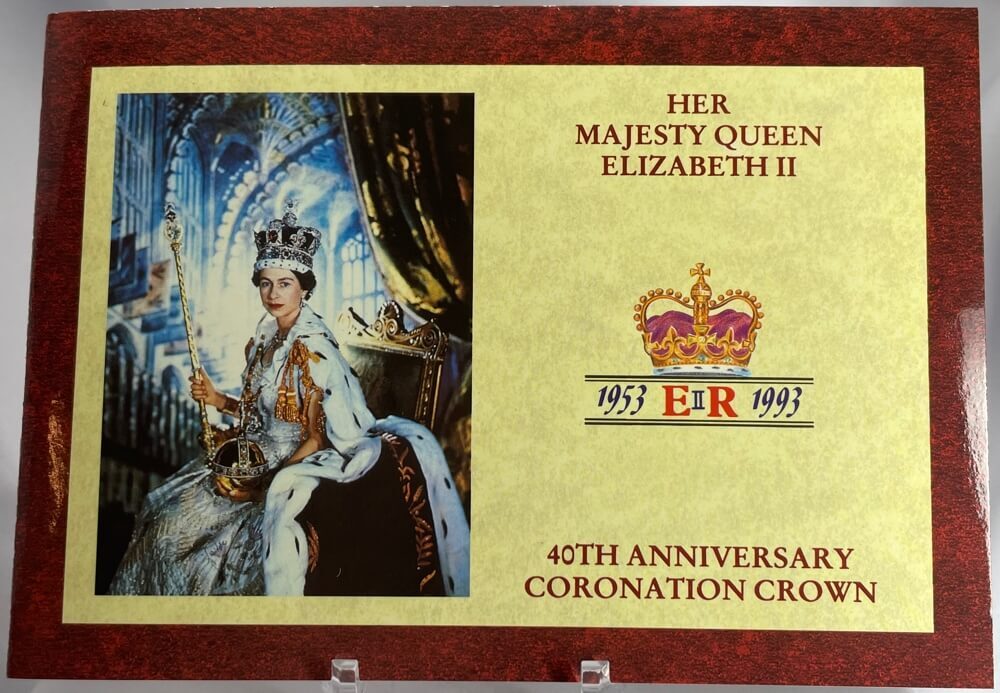 HER
MAJESTY QUEEN
ELIZABETH II
1953 EIIR 1993
40TH ANNIVERSARY
CORONATION CROWN